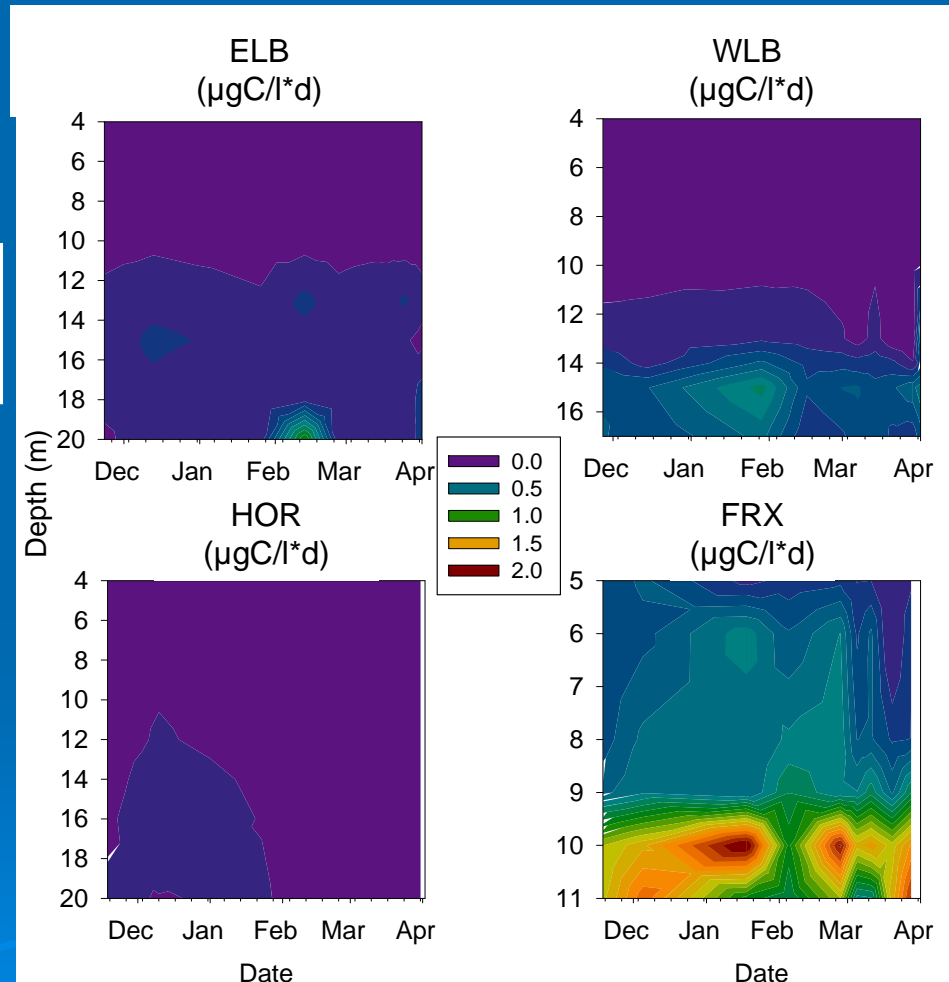 ELB
(µgC/l*d)
WLB
(µgC/l*d)
4
6
8
10
12
14
16
18
20
Dec Jan Feb Mar Apr
4
6
8
10
12
14
16
Dec Jan Feb Mar Apr
Depth (m)
0.0
0.5
1.0
1.5
2.0
HOR
(µgC/l*d)
FRX
(µgC/l*d)
4
6
8
10
12
14
16
18
20
Dec Jan Feb Mar Apr
Date
5
6
7
8
9
10
11
Dec Jan Feb Mar Apr
Date